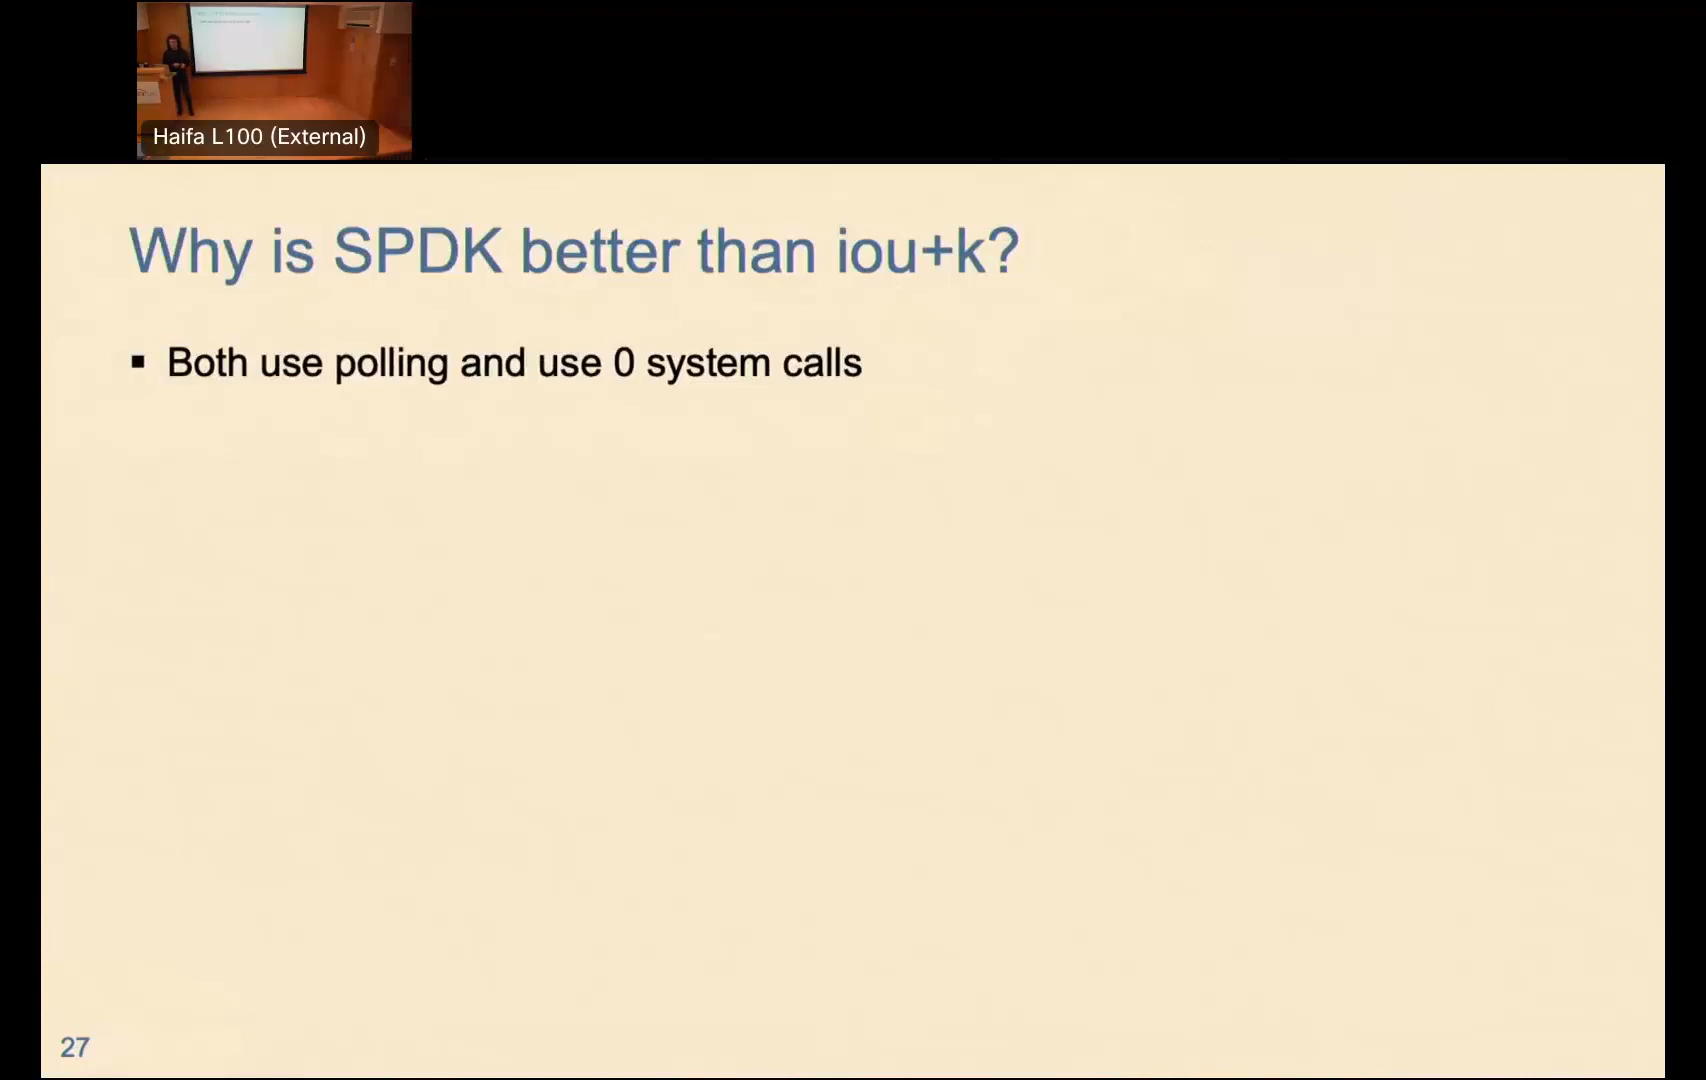 Haifa L100 (External)
Why is SPDK better than iou+k?
▪ Both use polling and use 0 system calls
27